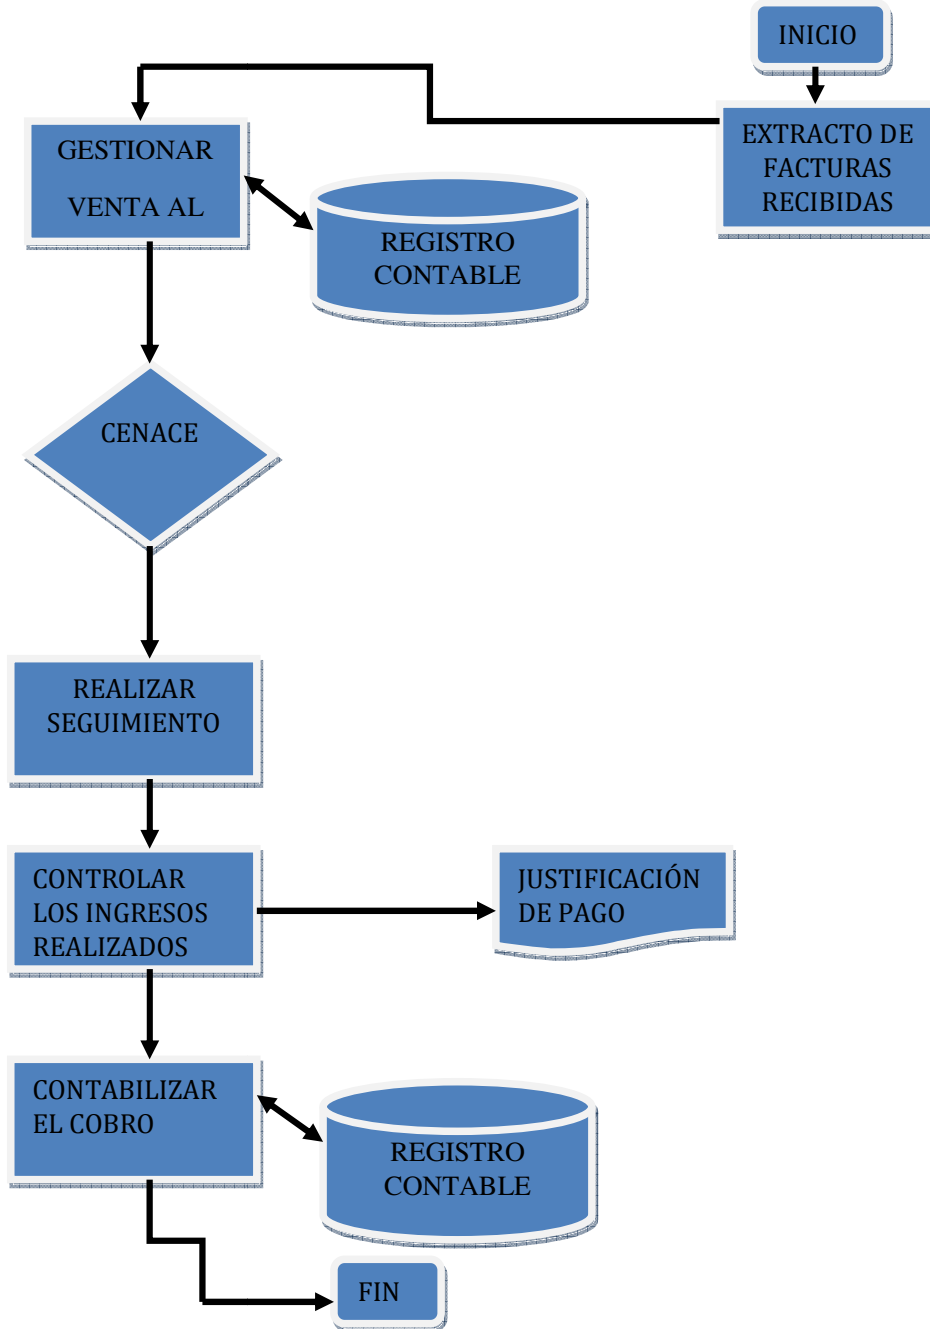 INICIO
EXTRACTO DE
FACTURAS
RECIBIDAS
GESTIONAR
VENTA AL
REGISTRO
CONTABLE
CENACE
REALIZAR
SEGUIMIENTO
CONTROLAR
LOS INGRESOS
REALIZADOS
JUSTIFICACIÓN
DE PAGO
CONTABILIZAR
EL COBRO
REGISTRO
CONTABLE
FIN